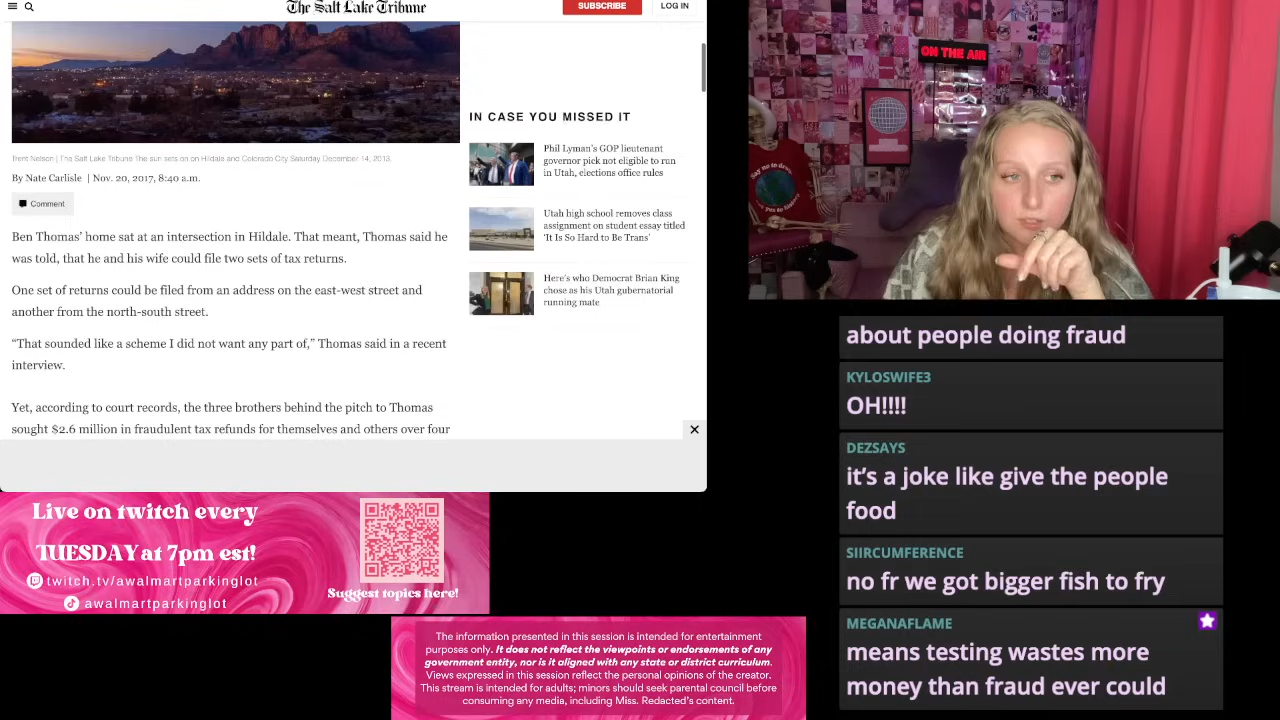 The Salt Lake Tribune
SUBSCRIBE
LOG IN
Trent Nelson | The Salt Lake Tribune The sun sets on on Hildale and Colorado City Saturday, December 14, 2013.
By Nate Carlisle | Nov. 20, 2017, 8:40 a.m.
Comment
Ben Thomas' home sat at an intersection in Hildale. That meant, Thomas said he
was told, that he and his wife could file two sets of tax returns.
One set of returns could be filed from an address on the east-west street and
another from the north-south street.
“That sounded like a scheme I did not want any part of,” Thomas said in a recent
interview.
Yet, according to court records, the three brothers behind the pitch to Thomas
sought $2.6 million in fraudulent tax refunds for themselves and others over four
IN CASE YOU MISSED IT
Phil Lyman's GOP lieutenant
governor pick not eligible to run
in Utah, elections office rules
Utah high school removes class
assignment on student essay titled
'It Is So Hard to Be Trans'
Here's who Democrat Brian King
chose as his Utah gubernatorial
running mate
ON THE AIR
about people doing fraud
KYLOSWIFE3
OH!!!!
DEZSAYS
it's a joke like give the people
food
SIIRCUMFERENCE
no fr we got bigger fish to fry
MEGANAFLAME
means testing wastes more
money than fraud ever could
Live on twitch every
TUESDAY at 7pm est!
twitch.tv/awalmartparkinglot
awalmartparkinglot
Suggest topics here!
The information presented in this session is intended for entertainment
purposes only. It does not reflect the viewpoints or endorsements of any
government entity, nor is it aligned with any state or district curriculum.
Views expressed in this session reflect the personal opinions of the creator.
This stream is intended for adults; minors should seek parental council before
consuming any media, including Miss. Redacted's content.